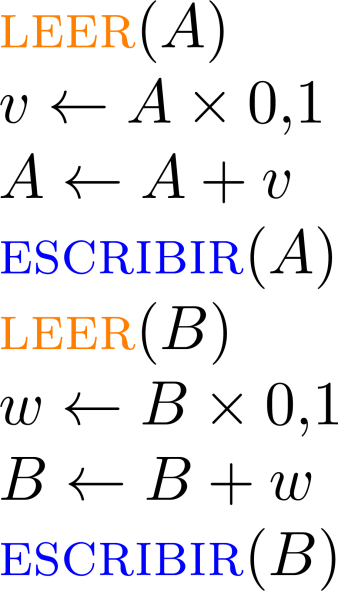 LEER(A)
v ← A × 0,1
A ← A + v
ESCRIBIR(A)
LEER(B)
w ← B × 0,1
B ← B + w
ESCRIBIR(B)